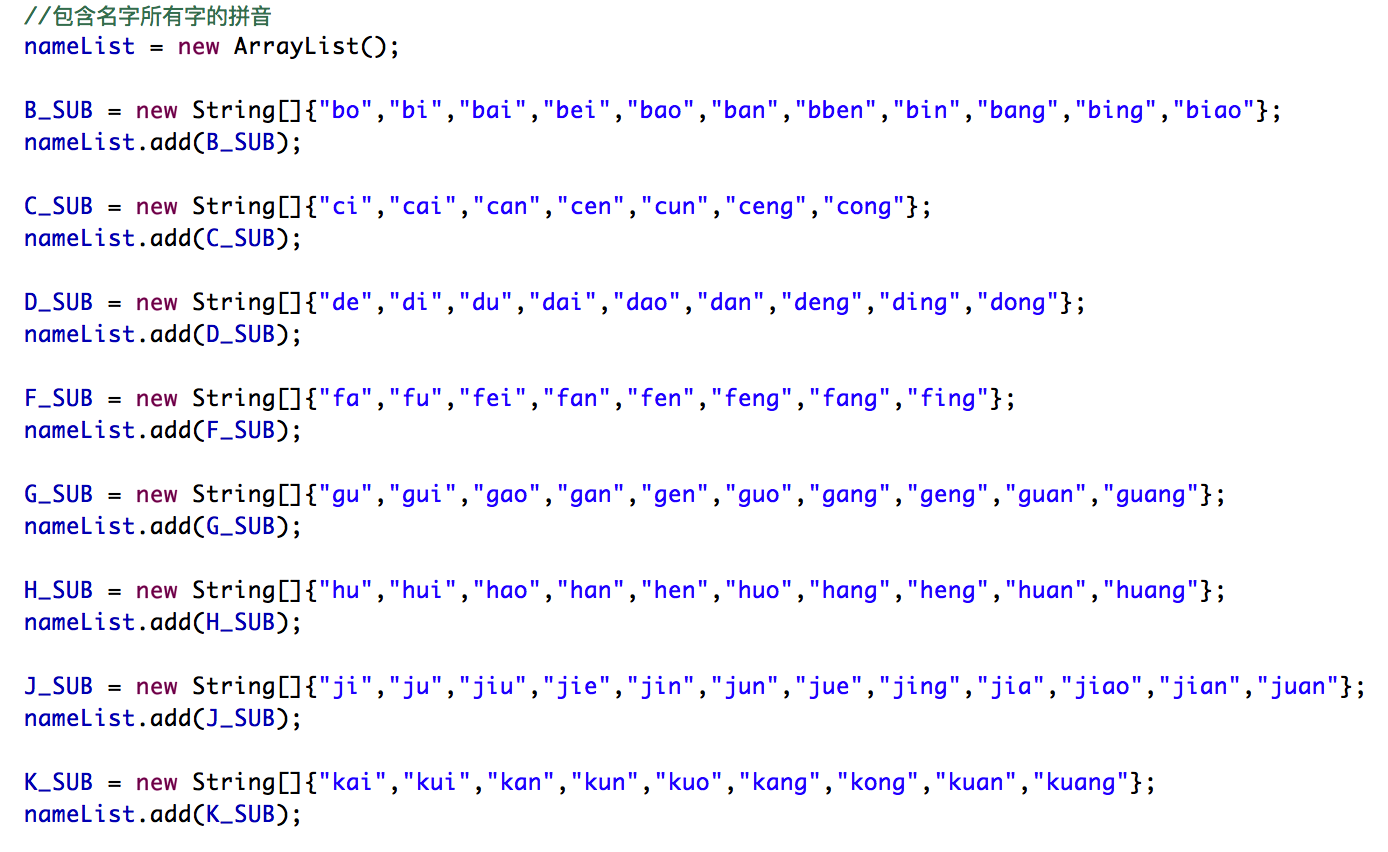 //包含名字所有字的拼音
nameList = new ArrayList();
B_SUB = new String[]{"bo","bi","bai","bei","bao","ban","bben","bin","bang","bing","biao"};
nameList.add(B_SUB);
C_SUB = new String[]{"ci","cai","can","cen","cun","ceng","cong"};
nameList.add(C_SUB);
D_SUB = new String[]{"de","di","du","dai","dao","dan","deng","ding","dong"};
nameList.add(D_SUB);
F_SUB = new String[]{"fa","fu","fei","fan","fen","feng","fang","fing"};
nameList.add(F_SUB);
G_SUB = new String[]{"gu","gui","gao","gan","gen","guo","gang","geng","guan","guang"};
nameList.add(G_SUB);
H_SUB = new String[]{"hu","hui","hao","han","hen","huo","hang","heng","huan","huang"};
nameList.add(H_SUB);
J_SUB = new String[]{"ji","ju","jiu","jie","jin","jun","jue","jing","jia","jiao","jian","juan"};
nameList.add(J_SUB);
K_SUB = new String[]{"kai","kui","kan","kun","kuo","kang","kong","kuan","kuang"};
nameList.add(K_SUB);